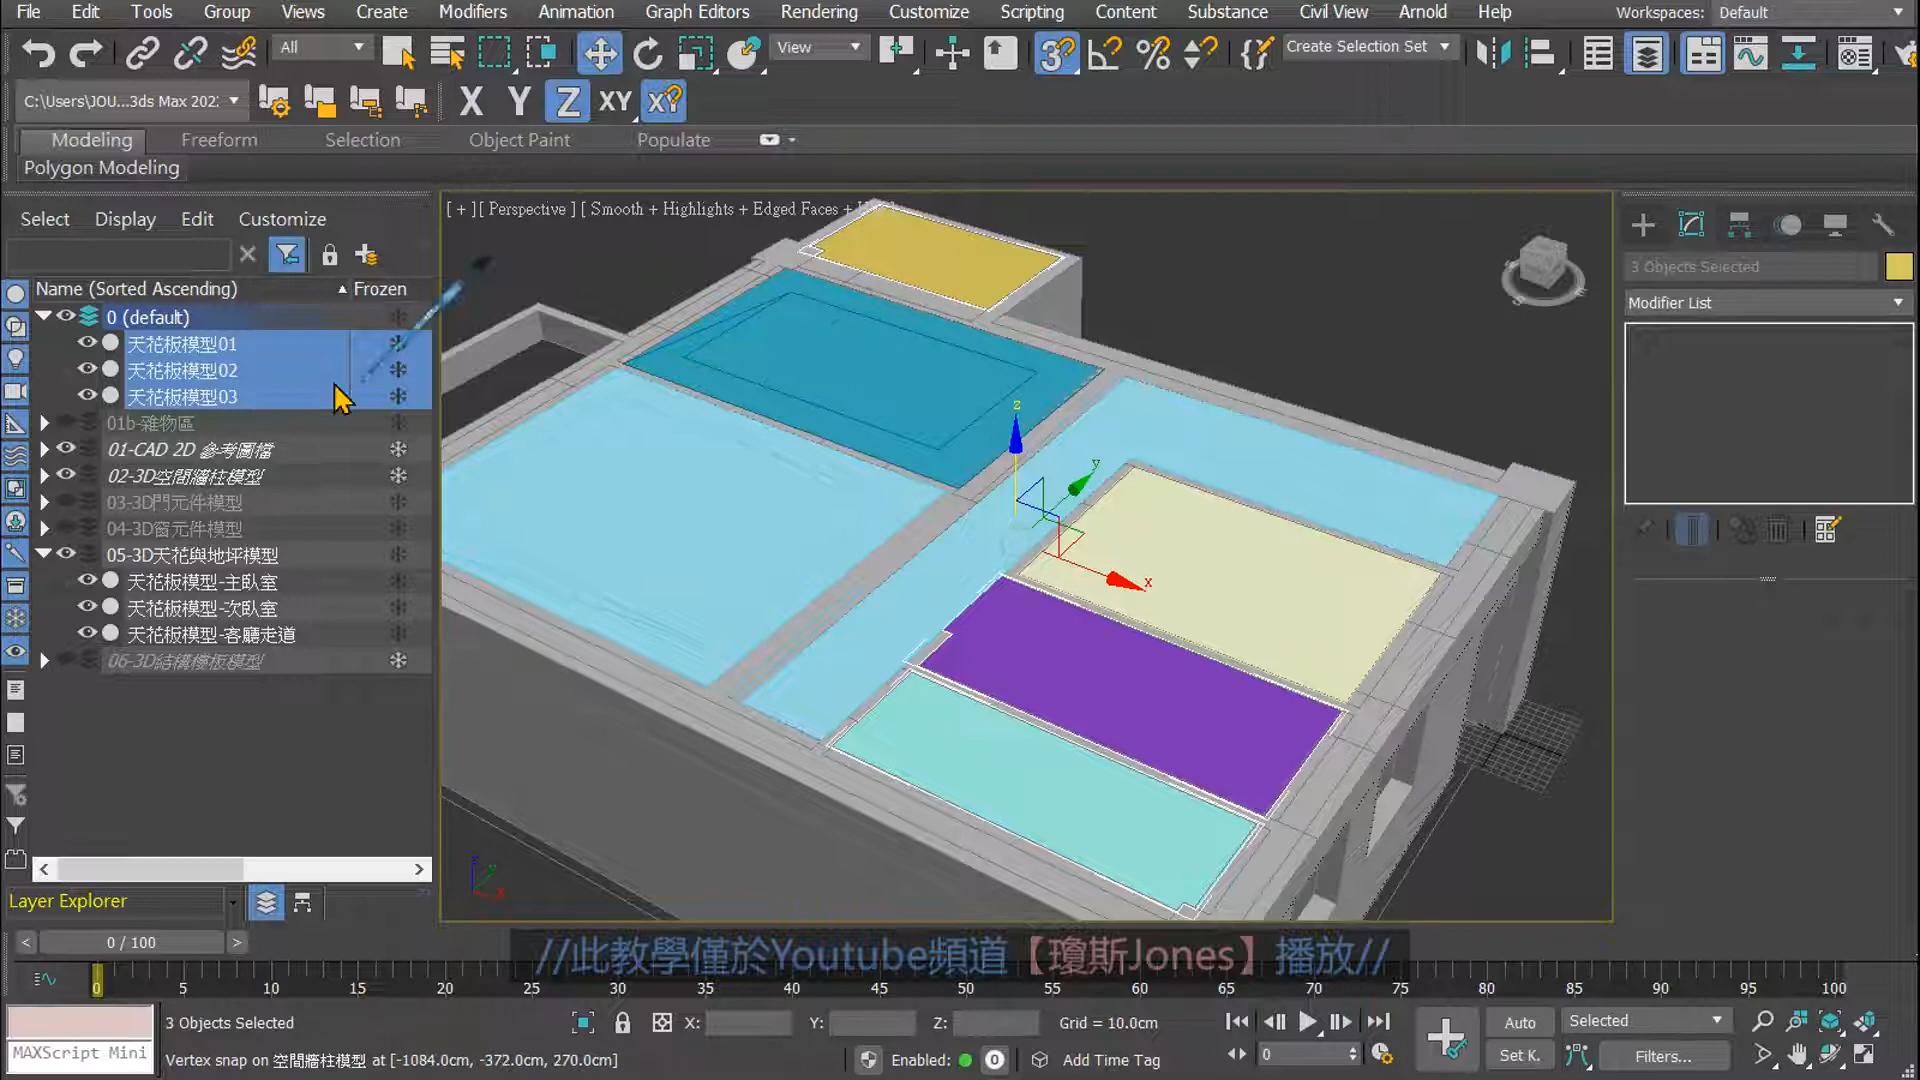 File Edit Tools Group Views Create Modifiers Animation Graph Editors Rendering Customize Scripting Content Substance Civil View Arnold Help Workspaces: Default
All View Create Selection Set
C:\Users\JOU...3ds Max 202 X Y Z XY XY
Modeling Freeform Selection Object Paint Populate
Polygon Modeling
Select Display Edit Customize
[ + ][ Perspective ] [ Smooth + Highlights + Edged Faces +
3 Objects Selected
Name (Sorted Ascending) Frozen
Modifier List
0 (default)
天花板模型01
天花板模型02
天花板模型03
01b-雜物區
01-CAD 2D 參考圖檔
02-3D空間牆柱模型
03-3D門元件模型
04-3D窗元件模型
05-3D天花與地坪模型
天花板模型-主臥室
天花板模型-次臥室
天花板模型-客廳走道
06-3D結構樓板模型
z
y
x
Layer Explorer
0 / 100
//此教學僅於Youtube頻道【瓊斯Jones】播放//
0 5 10 15 20 25 30 35 40 45 50 55 60 65 70 75 80 85 90 95 100
3 Objects Selected X: Y: Z: Grid = 10.0cm Auto Selected
MAXScript Mini Vertex snap on 空間牆柱模型 at [-1084.0cm, -372.0cm, 270.0cm] Enabled: Add Time Tag 0 Set K. Filters...